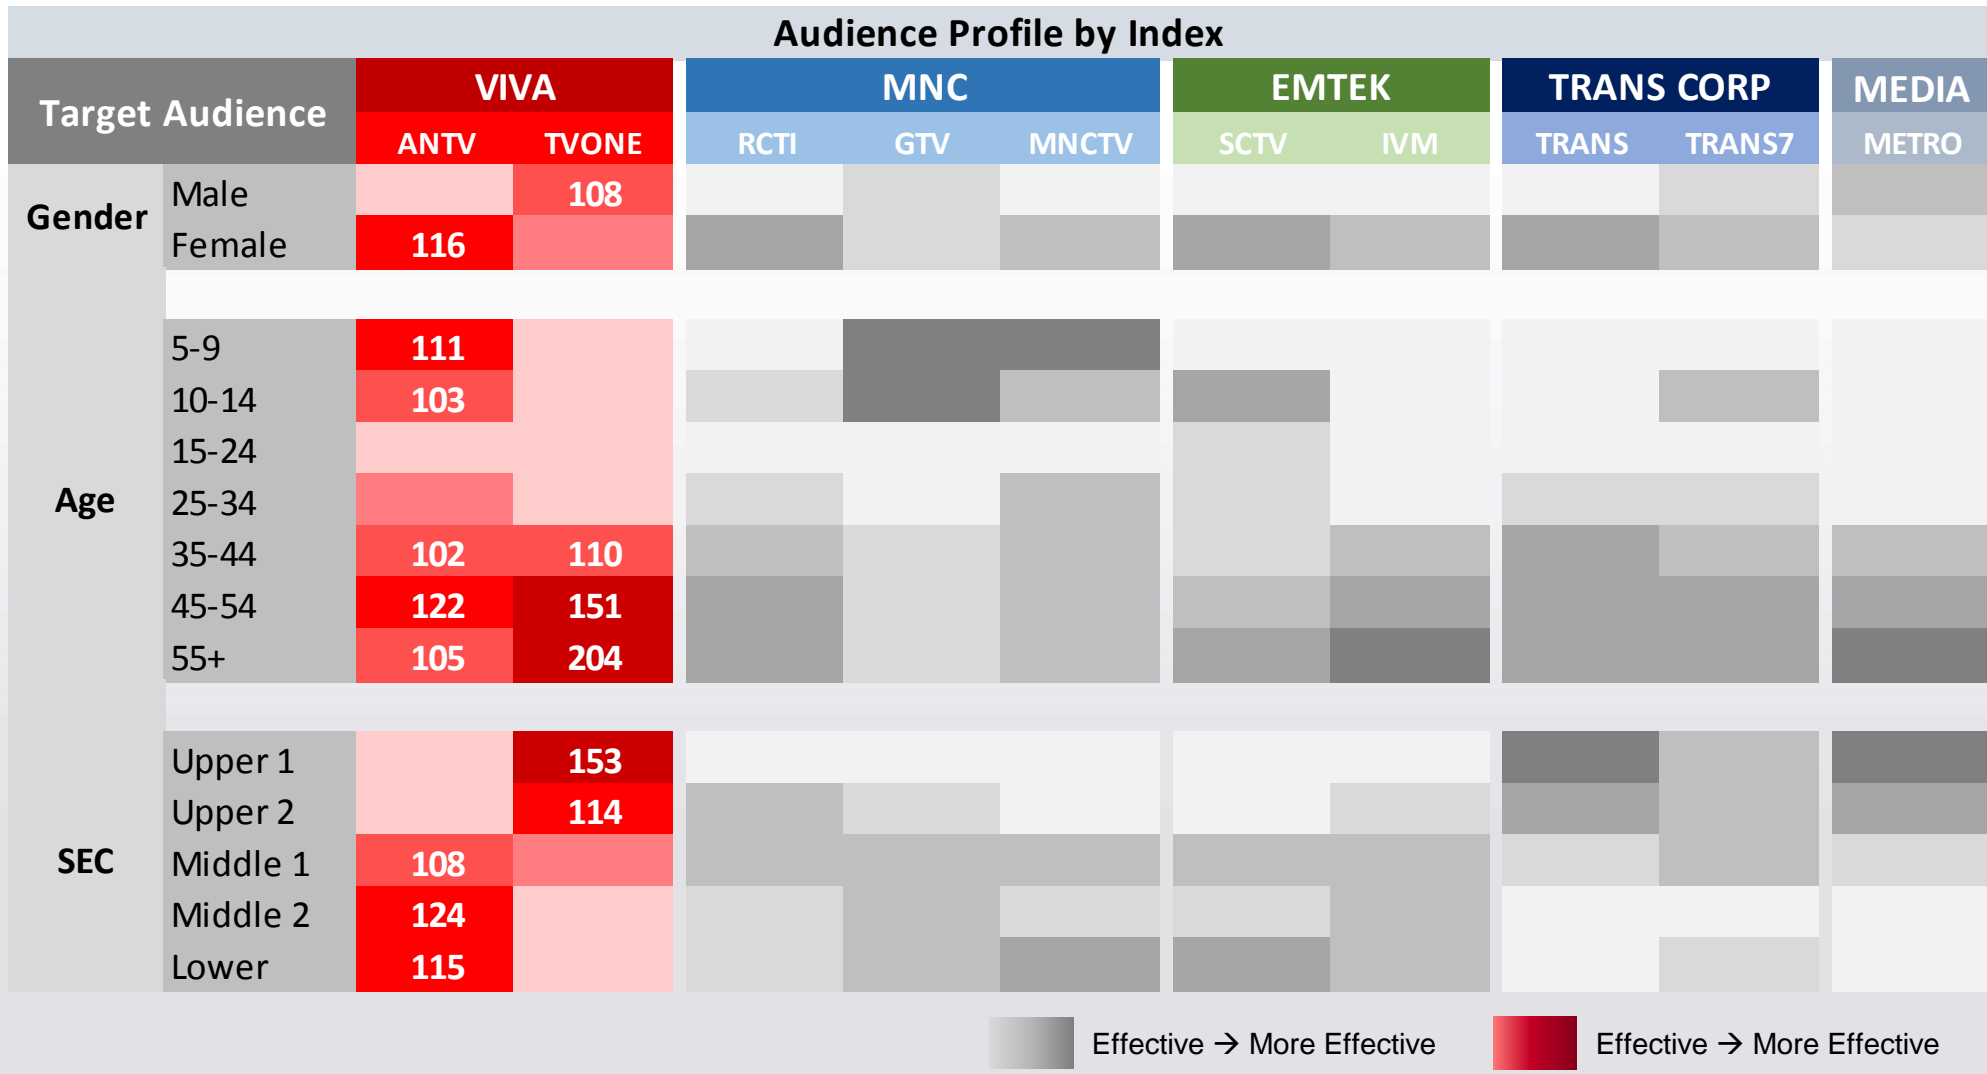 Audience Profile by Index
Target Audience VIVA MNC EMTEK TRANS CORP MEDIA
ANTV TVONE RCTI GTV MNCTV SCTV IVM TRANS TRANS7 METRO
Gender
Male 108
Female 116
Age
5-9 111
10-14 103
15-24
25-34
35-44 102 110
45-54 122 151
55+ 105 204
SEC
Upper 1 153
Upper 2 114
Middle 1 108
Middle 2 124
Lower 115
Effective → More Effective Effective → More Effective